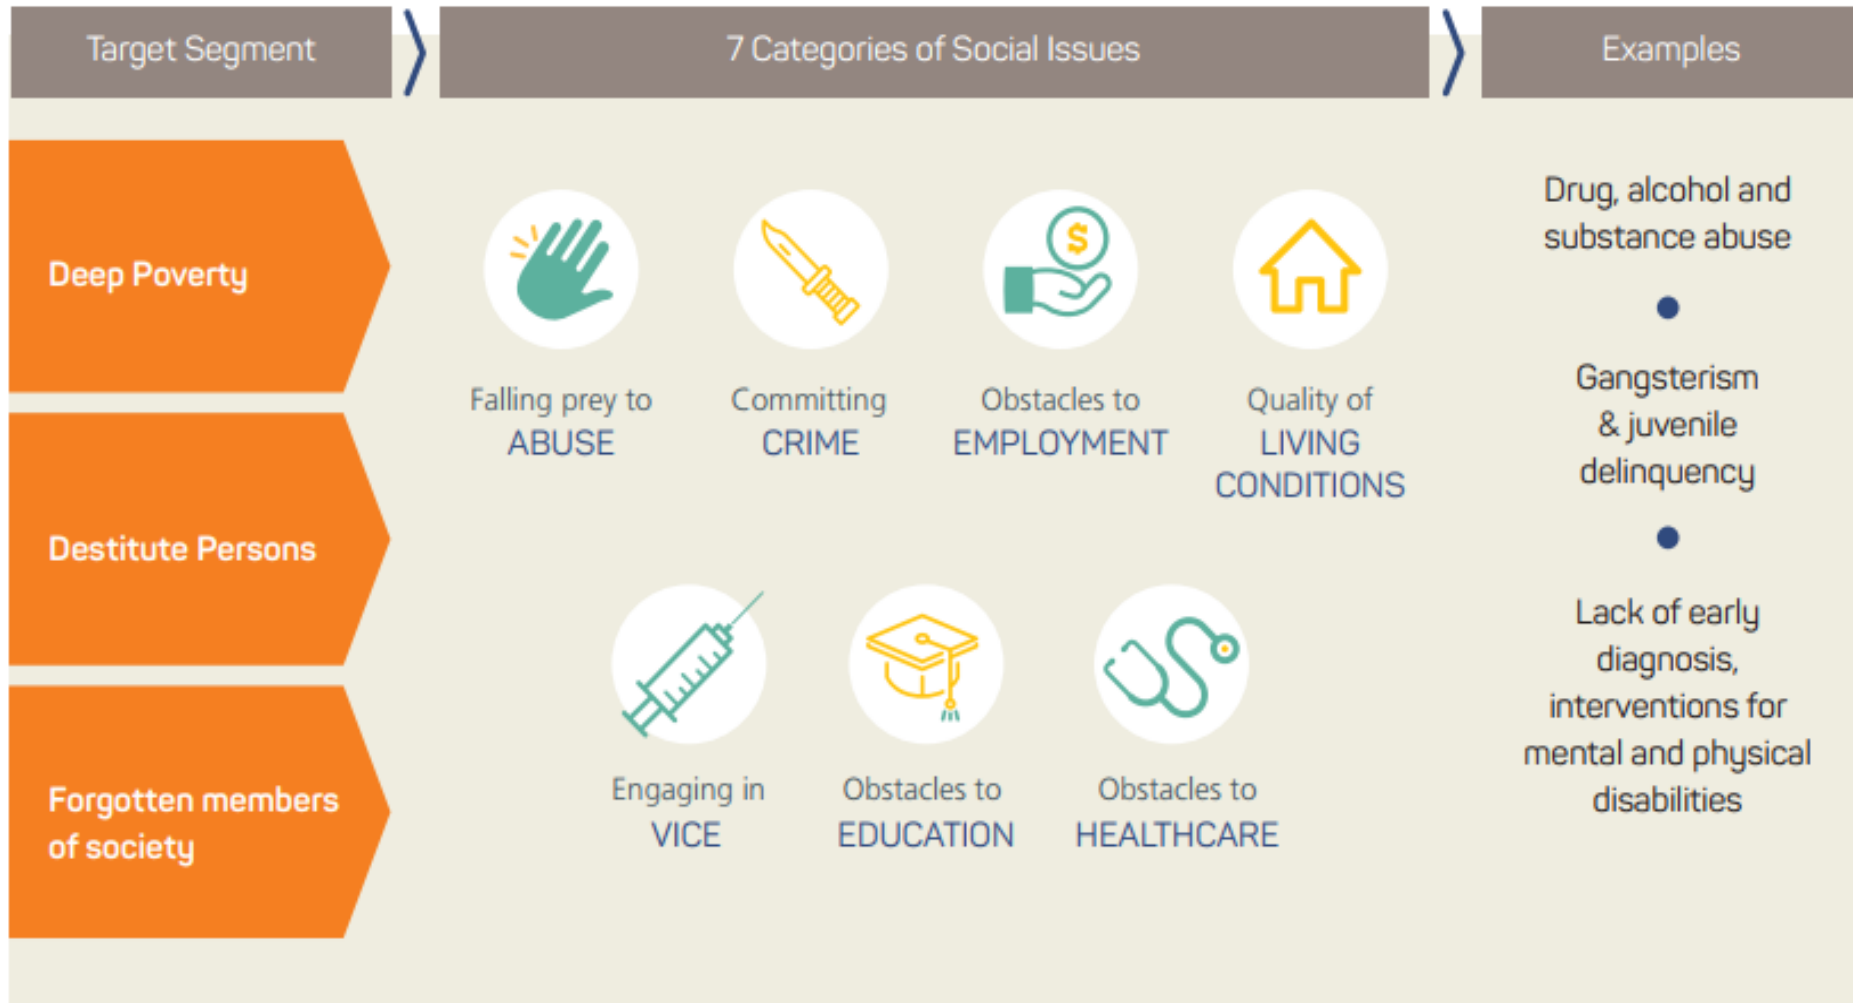 Target Segment
7 Categories of Social Issues
Examples
Deep Poverty
Destitute Persons
Forgotten members
of society
Falling prey to
ABUSE
Committing
CRIME
$
Obstacles to
EMPLOYMENT
Quality of
LIVING
CONDITIONS
Engaging in
VICE
Obstacles to
EDUCATION
Obstacles to
HEALTHCARE
Drug, alcohol and
substance abuse
Gangsterism
& juvenile
delinquency
Lack of early
diagnosis,
interventions for
mental and physical
disabilities